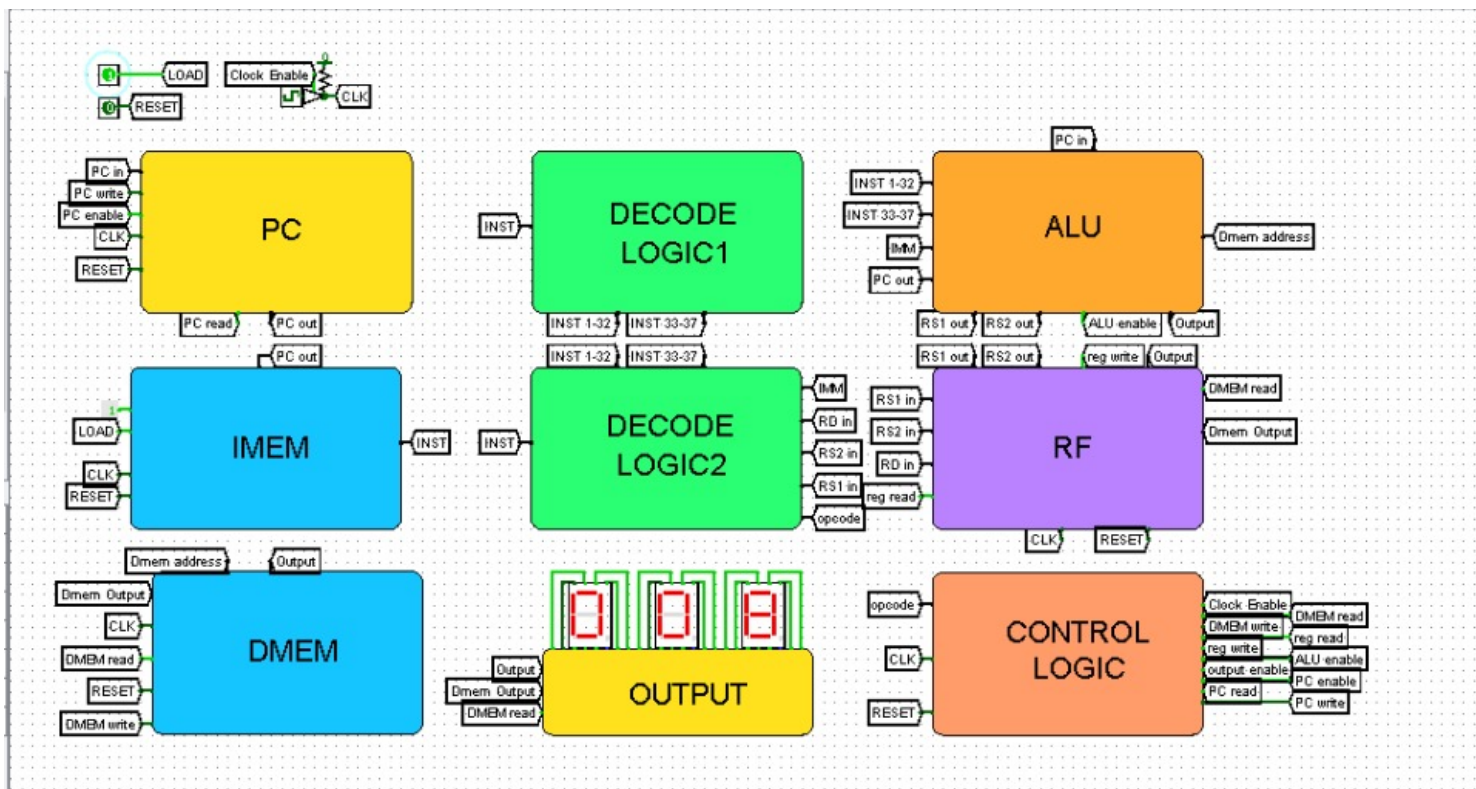 1 LOAD Clock Enable 0 CLK
0 RESET
PC in
PC write
PC enable
CLK
RESET
PC
PC read PC out
INST
DECODE
LOGIC1
INST 1-32 INST 33-37
PC in
INST 1-32
INST 33-37
IMM
PC out
ALU
Dmem address
RS1 out RS2 out ALU enable Output
PC out
1
LOAD
CLK
RESET
IMEM
INST
INST 1-32 INST 33-37
INST
DECODE
LOGIC2
IMM
RD in
RS2 in
RS1 in
opcode
RS1 out RS2 out reg write Output
RS1 in
RS2 in
RD in
reg read
RF
DMEM read
Dmem Output
CLK RESET
Dmem address Output
Dmem Output
CLK
DMEM read
RESET
DMEM write
DMEM
0 0 8
Output
Dmem Output
DMEM read
OUTPUT
opcode
CLK
RESET
CONTROL
LOGIC
Clock Enable
DMEM read
DMEM write
reg read
reg write
ALU enable
output enable
PC enable
PC read
PC write